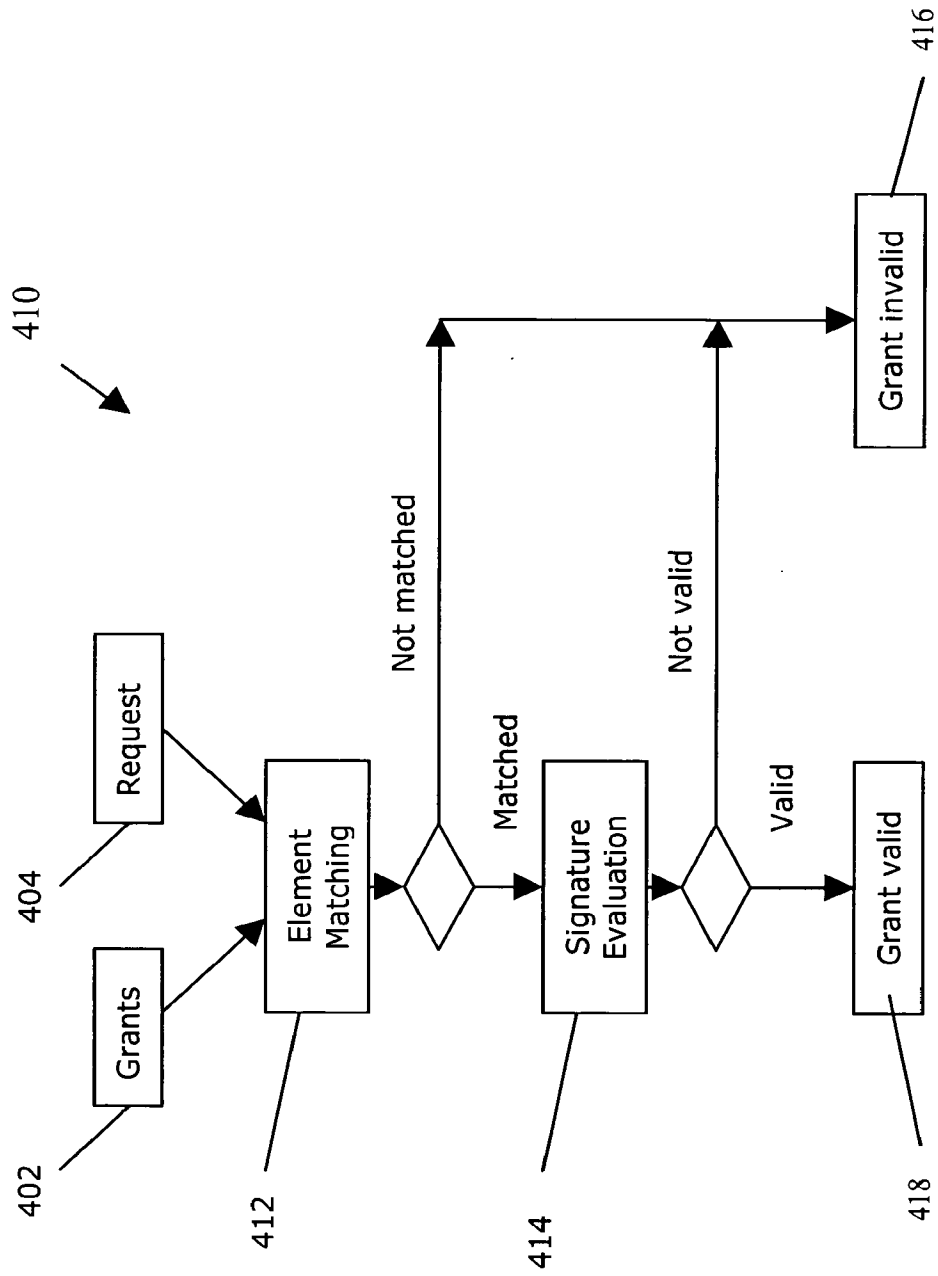 410
402
404
Grants
Request
412
Element
Matching
Not matched
Matched
414
Signature
Evaluation
Not valid
Valid
418
Grant valid
Grant invalid
416